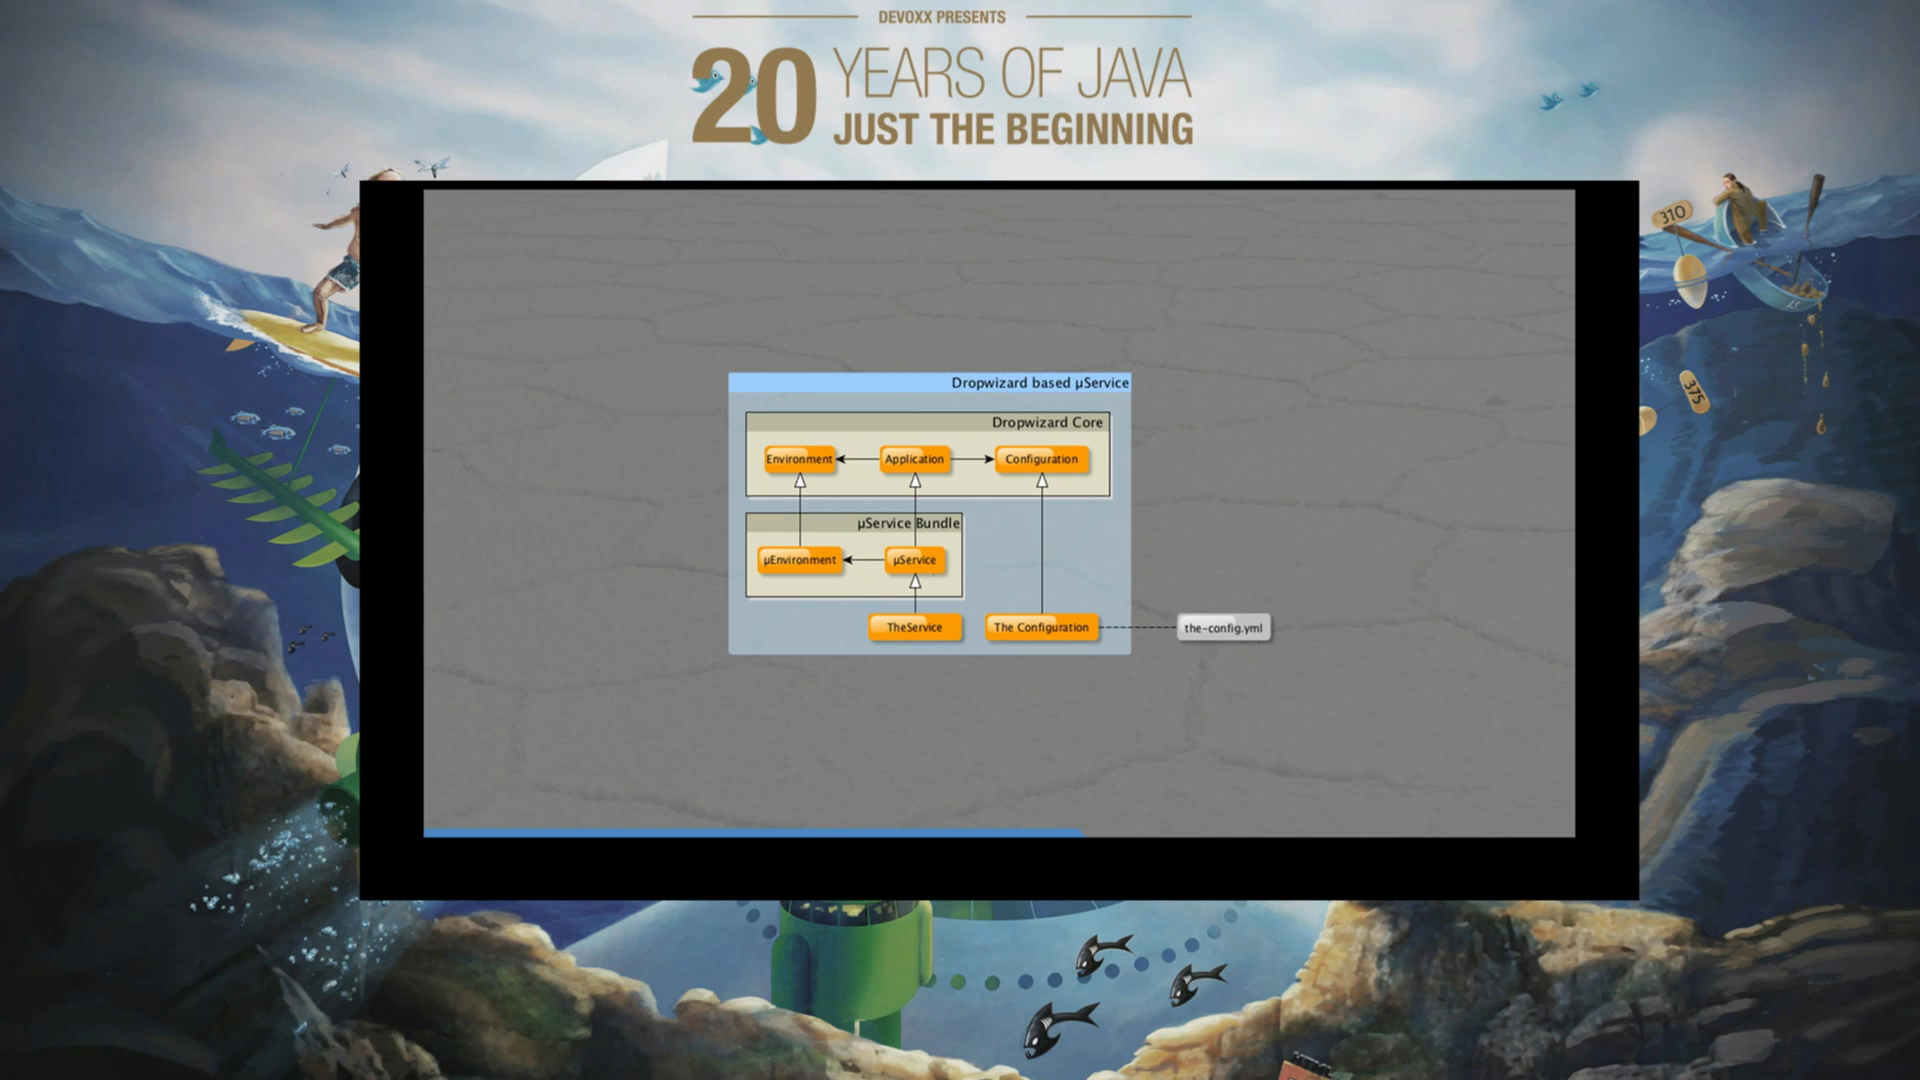 DEVOXX PRESENTS
20 YEARS OF JAVA
JUST THE BEGINNING
310
375
Dropwizard based µService
Dropwizard Core
Environment
Application
Configuration
µService Bundle
µEnvironment
µService
TheService
The Configuration
the-config.yml